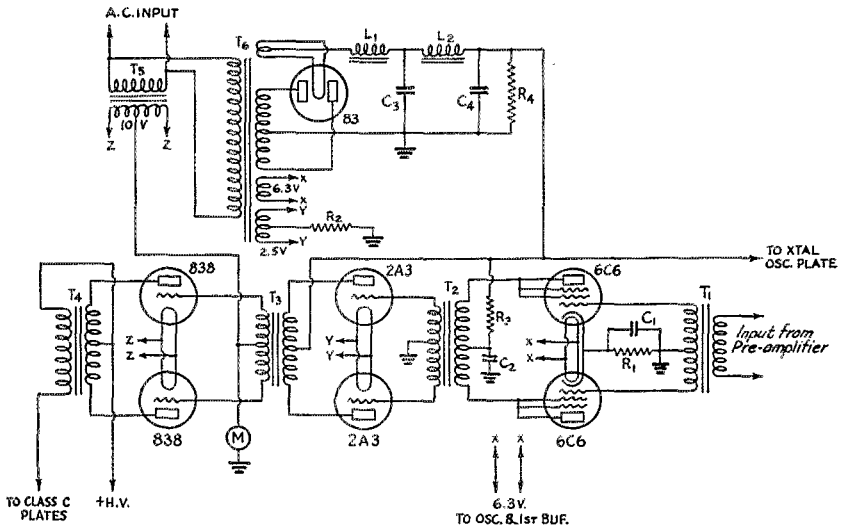 A.C. INPUT
T5
10 V
Z Z
T6
L1 L2
C3 C4 R4
83
X
6.3V
X
Y
R2
Y
2.5V
838 2A3 6C6
TO XTAL
OSC. PLATE
T4 T3 T2 T1
R3
C2
C1
R1
Z
Z
Y
Y
X
X
Input from
Pre-amplifier
838 2A3 6C6
M
X X
TO CLASS C
PLATES
+H.V.
6.3V.
TO OSC. & 1ST BUF.